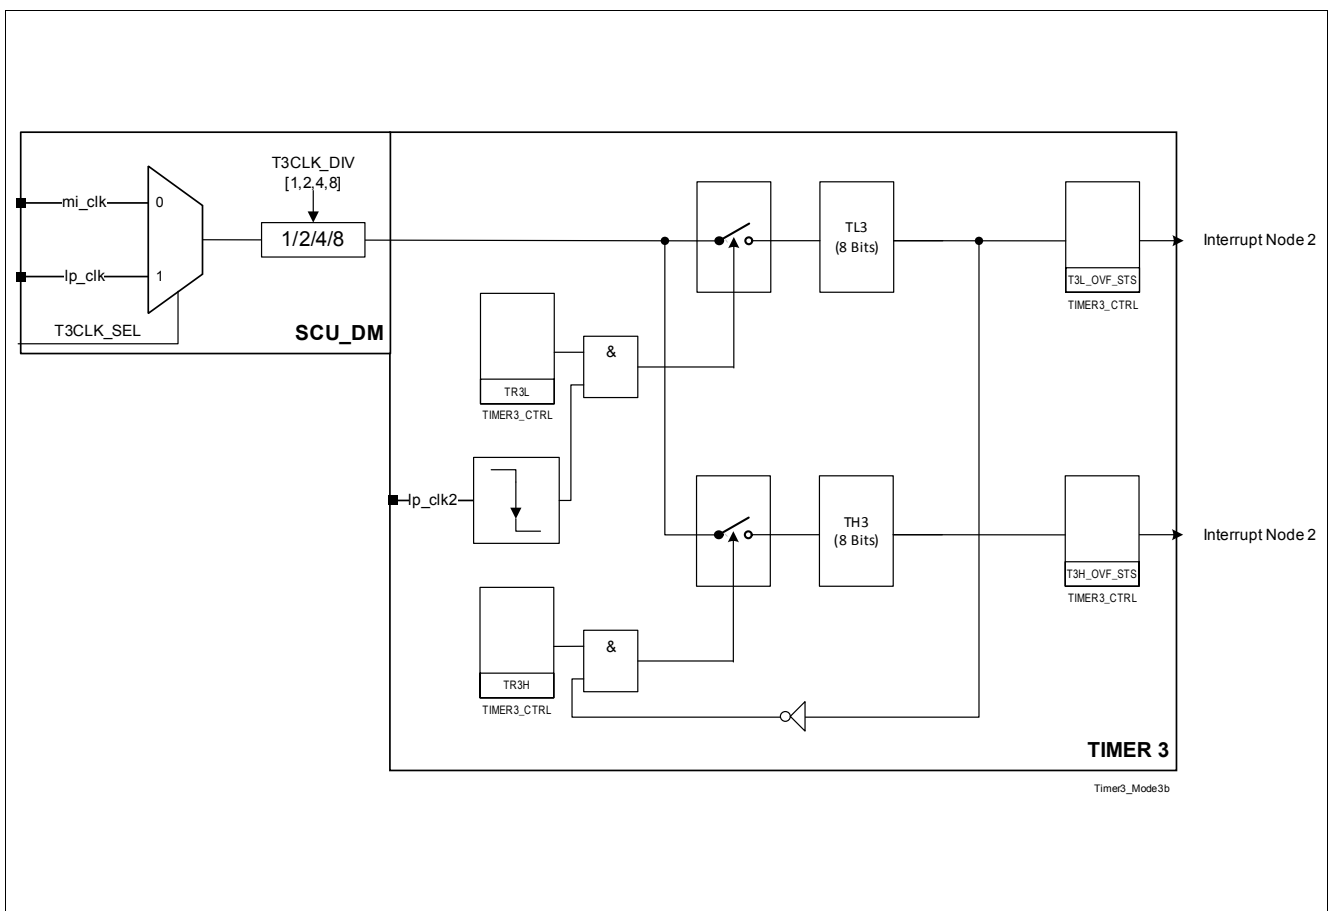 T3CLK_DIV
[1,2,4,8]
mi_clk
0
1/2/4/8
lp_clk
1
T3CLK_SEL
SCU_DM
TL3
(8 Bits)
Interrupt Node 2
T3L_OVF_STS
TIMER3_CTRL
&
TR3L
TIMER3_CTRL
lp_clk2
TH3
(8 Bits)
Interrupt Node 2
T3H_OVF_STS
TIMER3_CTRL
&
TR3H
TIMER3_CTRL
TIMER 3
Timer3_Mode3b